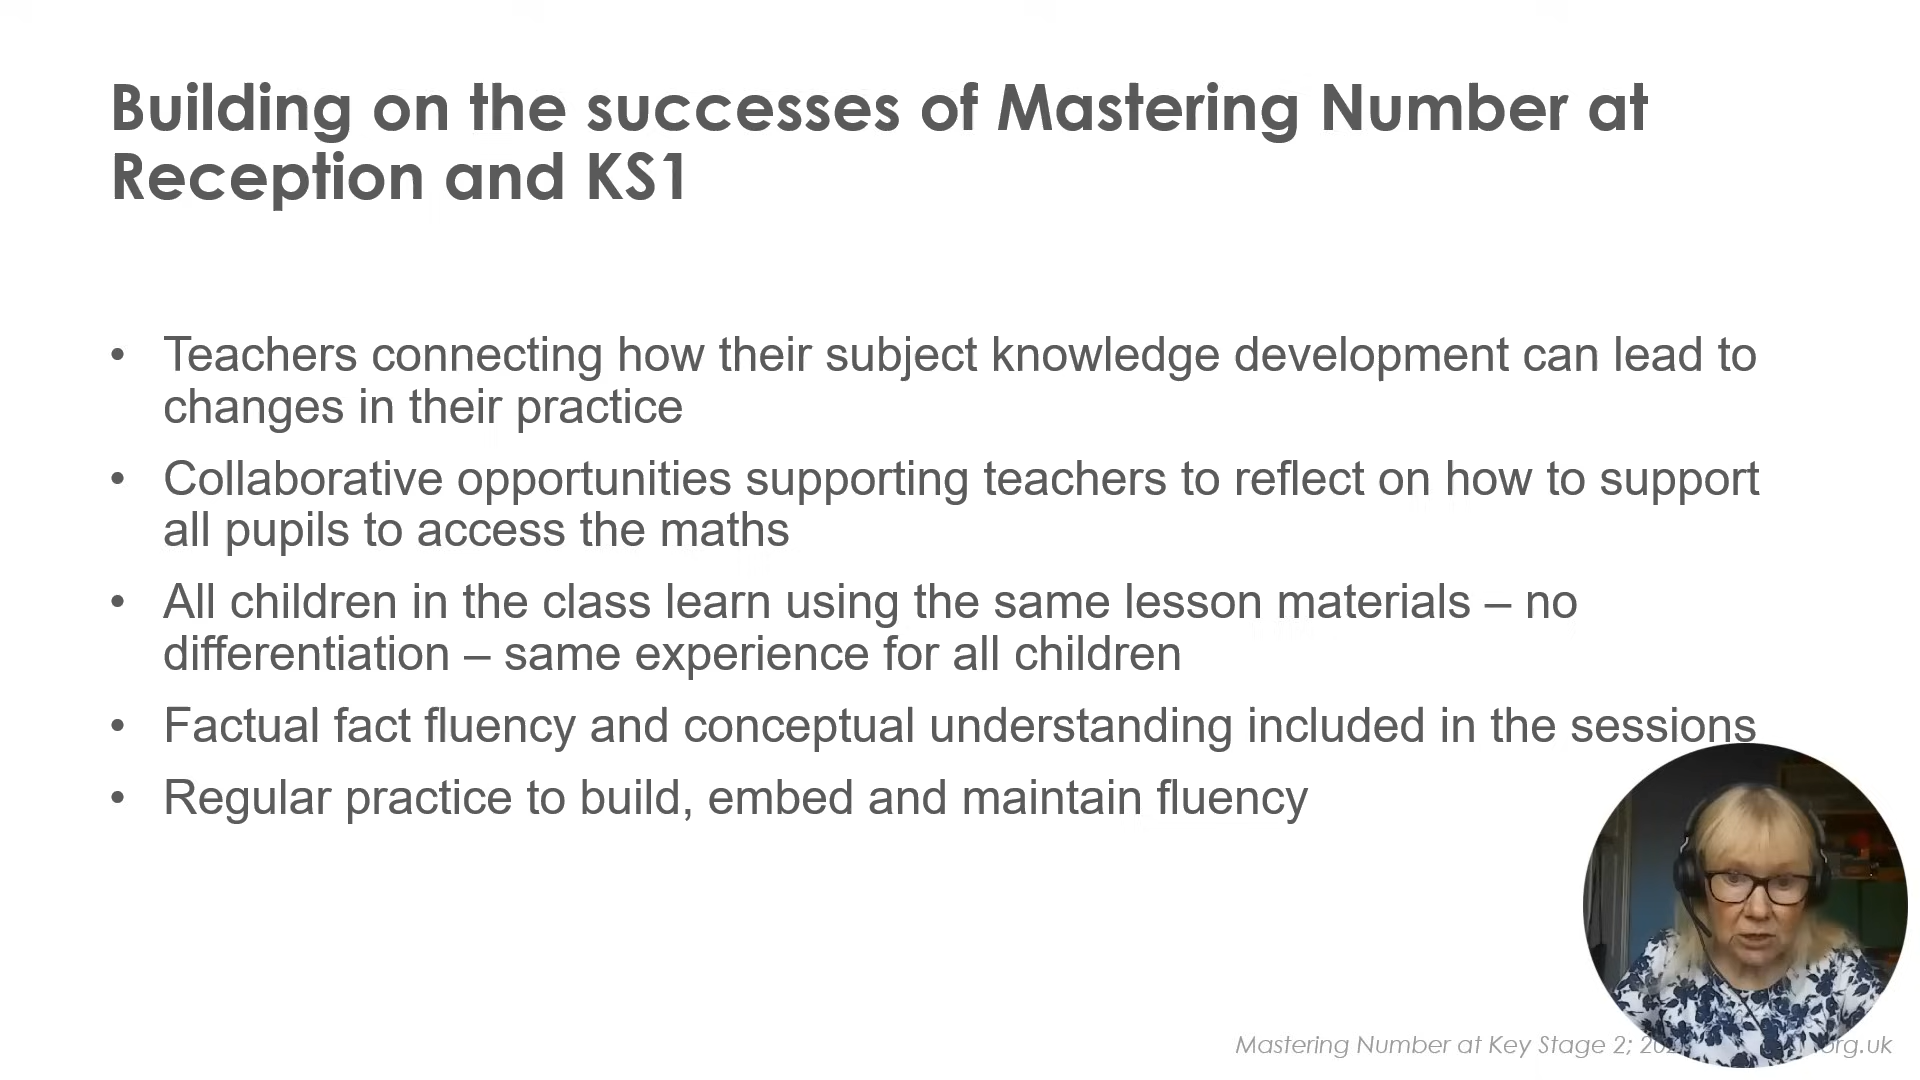 Building on the successes of Mastering Number at
Reception and KS1
• Teachers connecting how their subject knowledge development can lead to
changes in their practice
• Collaborative opportunities supporting teachers to reflect on how to support
all pupils to access the maths
• All children in the class learn using the same lesson materials – no
differentiation – same experience for all children
• Factual fact fluency and conceptual understanding included in the sessions
• Regular practice to build, embed and maintain fluency
Mastering Number at Key Stage 2; org.uk